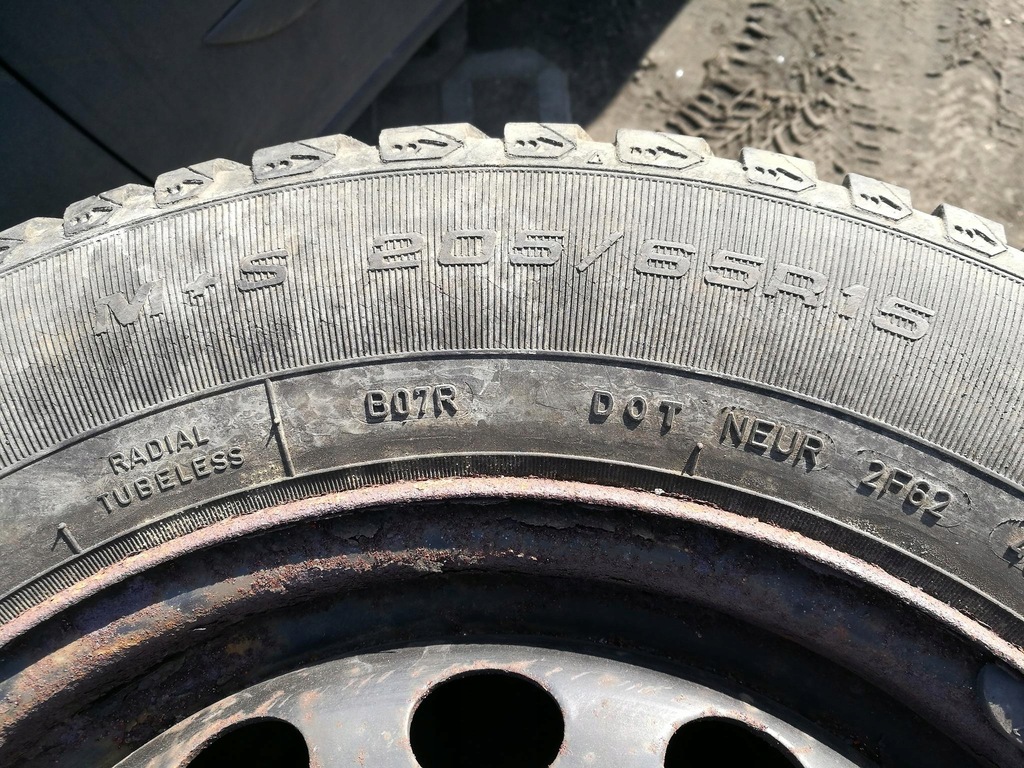 M+S 205/65R15
RADIAL
TUBELESS
B07R
DOT NEUR 2F62